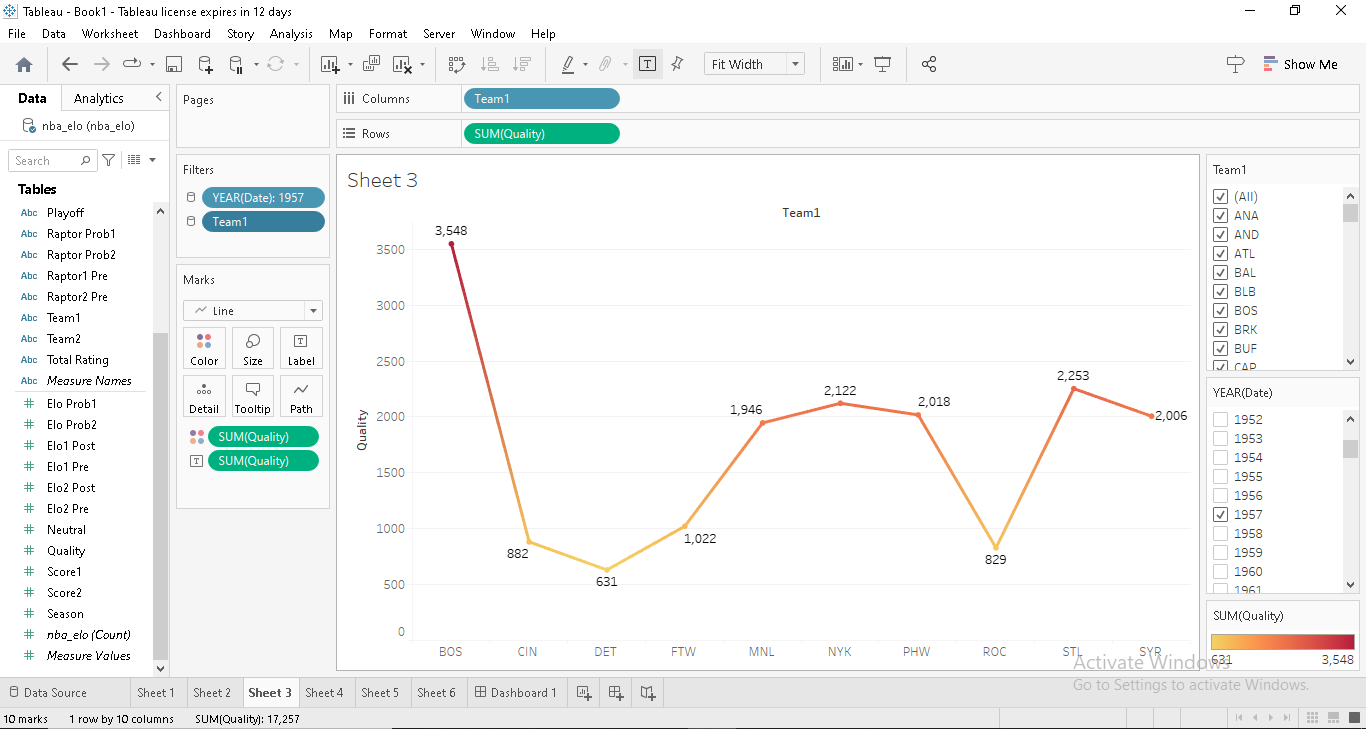 Tableau - Book1 - Tableau license expires in 12 days
File Data Worksheet Dashboard Story Analysis Map Format Server Window Help
Fit Width
Show Me
Data Analytics
nba_elo (nba_elo)
Search
Tables
Abc Playoff
Abc Raptor Prob1
Abc Raptor Prob2
Abc Raptor1 Pre
Abc Raptor2 Pre
Abc Team1
Abc Team2
Abc Total Rating
Abc Measure Names
# Elo Prob1
# Elo Prob2
# Elo1 Post
# Elo1 Pre
# Elo2 Post
# Elo2 Pre
# Neutral
# Quality
# Score1
# Score2
# Season
# nba_elo (Count)
# Measure Values
Pages
Filters
YEAR(Date): 1957
Team1
Marks
Line
Color Size Label
Detail Tooltip Path
SUM(Quality)
SUM(Quality)
Columns Team1
Rows SUM(Quality)
Sheet 3
Team1
Quality
3500
3000
2500
2000
1500
1000
500
0
3,548
882
631
1,022
1,946
2,122
2,018
829
2,253
2,006
BOS CIN DET FTW MNL NYK PHW ROC STL SYR
Team1
(All)
ANA
AND
ATL
BAL
BLB
BOS
BRK
BUF
CAP
YEAR(Date)
1952
1953
1954
1955
1956
1957
1958
1959
1960
1961
SUM(Quality)
631 3,548
Activate Windows
Go to Settings to activate Windows.
Data Source Sheet 1 Sheet 2 Sheet 3 Sheet 4 Sheet 5 Sheet 6 Dashboard 1
10 marks 1 row by 10 columns SUM(Quality): 17,257